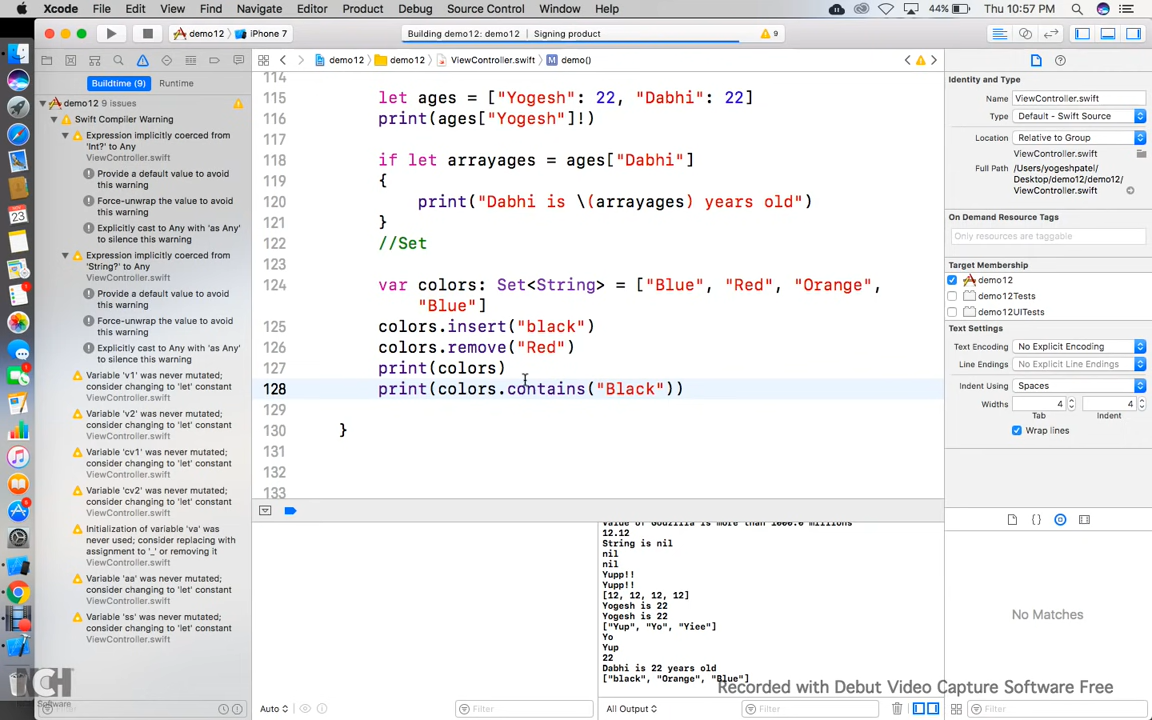 Xcode File Edit View Find Navigate Editor Product Debug Source Control Window Help 44% Thu 10:57 PM
demo12 iPhone 7 Building demo12: demo12 Signing product 9
demo12 demo12 ViewController.swift M demo()
Buildtime (9) Runtime
demo12 9 issues
Swift Compiler Warning
Expression implicitly coerced from
'Int?' to Any
ViewController.swift
Provide a default value to avoid
this warning
Force-unwrap the value to avoid
this warning
Explicitly cast to Any with 'as Any'
to silence this warning
Expression implicitly coerced from
'String?' to Any
ViewController.swift
Provide a default value to avoid
this warning
Force-unwrap the value to avoid
this warning
Explicitly cast to Any with 'as Any'
to silence this warning
Variable 'v1' was never mutated;
consider changing to 'let' constant
ViewController.swift
Variable 'v2' was never mutated;
consider changing to 'let' constant
ViewController.swift
Variable 'cv1' was never mutated;
consider changing to 'let' constant
ViewController.swift
Variable 'cv2' was never mutated;
consider changing to 'let' constant
ViewController.swift
Initialization of variable 'va' was
never used; consider replacing with
assignment to '_' or removing it
ViewController.swift
Variable 'aa' was never mutated;
consider changing to 'let' constant
ViewController.swift
Variable 'ss' was never mutated;
consider changing to 'let' constant
ViewController.swift
114
115 let ages = ["Yogesh": 22, "Dabhi": 22]
116 print(ages["Yogesh"]!)
117
118 if let arrayages = ages["Dabhi"]
119 {
120 print("Dabhi is \(arrayages) years old")
121 }
122 //Set
123
124 var colors: Set<String> = ["Blue", "Red", "Orange",
"Blue"]
125 colors.insert("black")
126 colors.remove("Red")
127 print(colors)
128 print(colors.contains("Black"))
129
130 }
131
132
133
Value of Godzilla is more than 1000.0 millions
12.12
String is nil
nil
nil
Yupp!!
Yupp!!
[12, 12, 12, 12]
Yogesh is 22
Yogesh is 22
["Yup", "Yo", "Yiee"]
Yo
Yup
22
Dabhi is 22 years old
["black", "Orange", "Blue"]
Auto Filter All Output Filter Filter
Identity and Type
Name ViewController.swift
Type Default - Swift Source
Location Relative to Group
ViewController.swift
Full Path /Users/yogeshpatel/
Desktop/demo12/demo12/
ViewController.swift
On Demand Resource Tags
Only resources are taggable
Target Membership
demo12
demo12Tests
demo12UITests
Text Settings
Text Encoding No Explicit Encoding
Line Endings No Explicit Line Endings
Indent Using Spaces
Widths 4 4
Tab Indent
Wrap lines
No Matches
Recorded with Debut Video Capture Software Free
NCH
Software